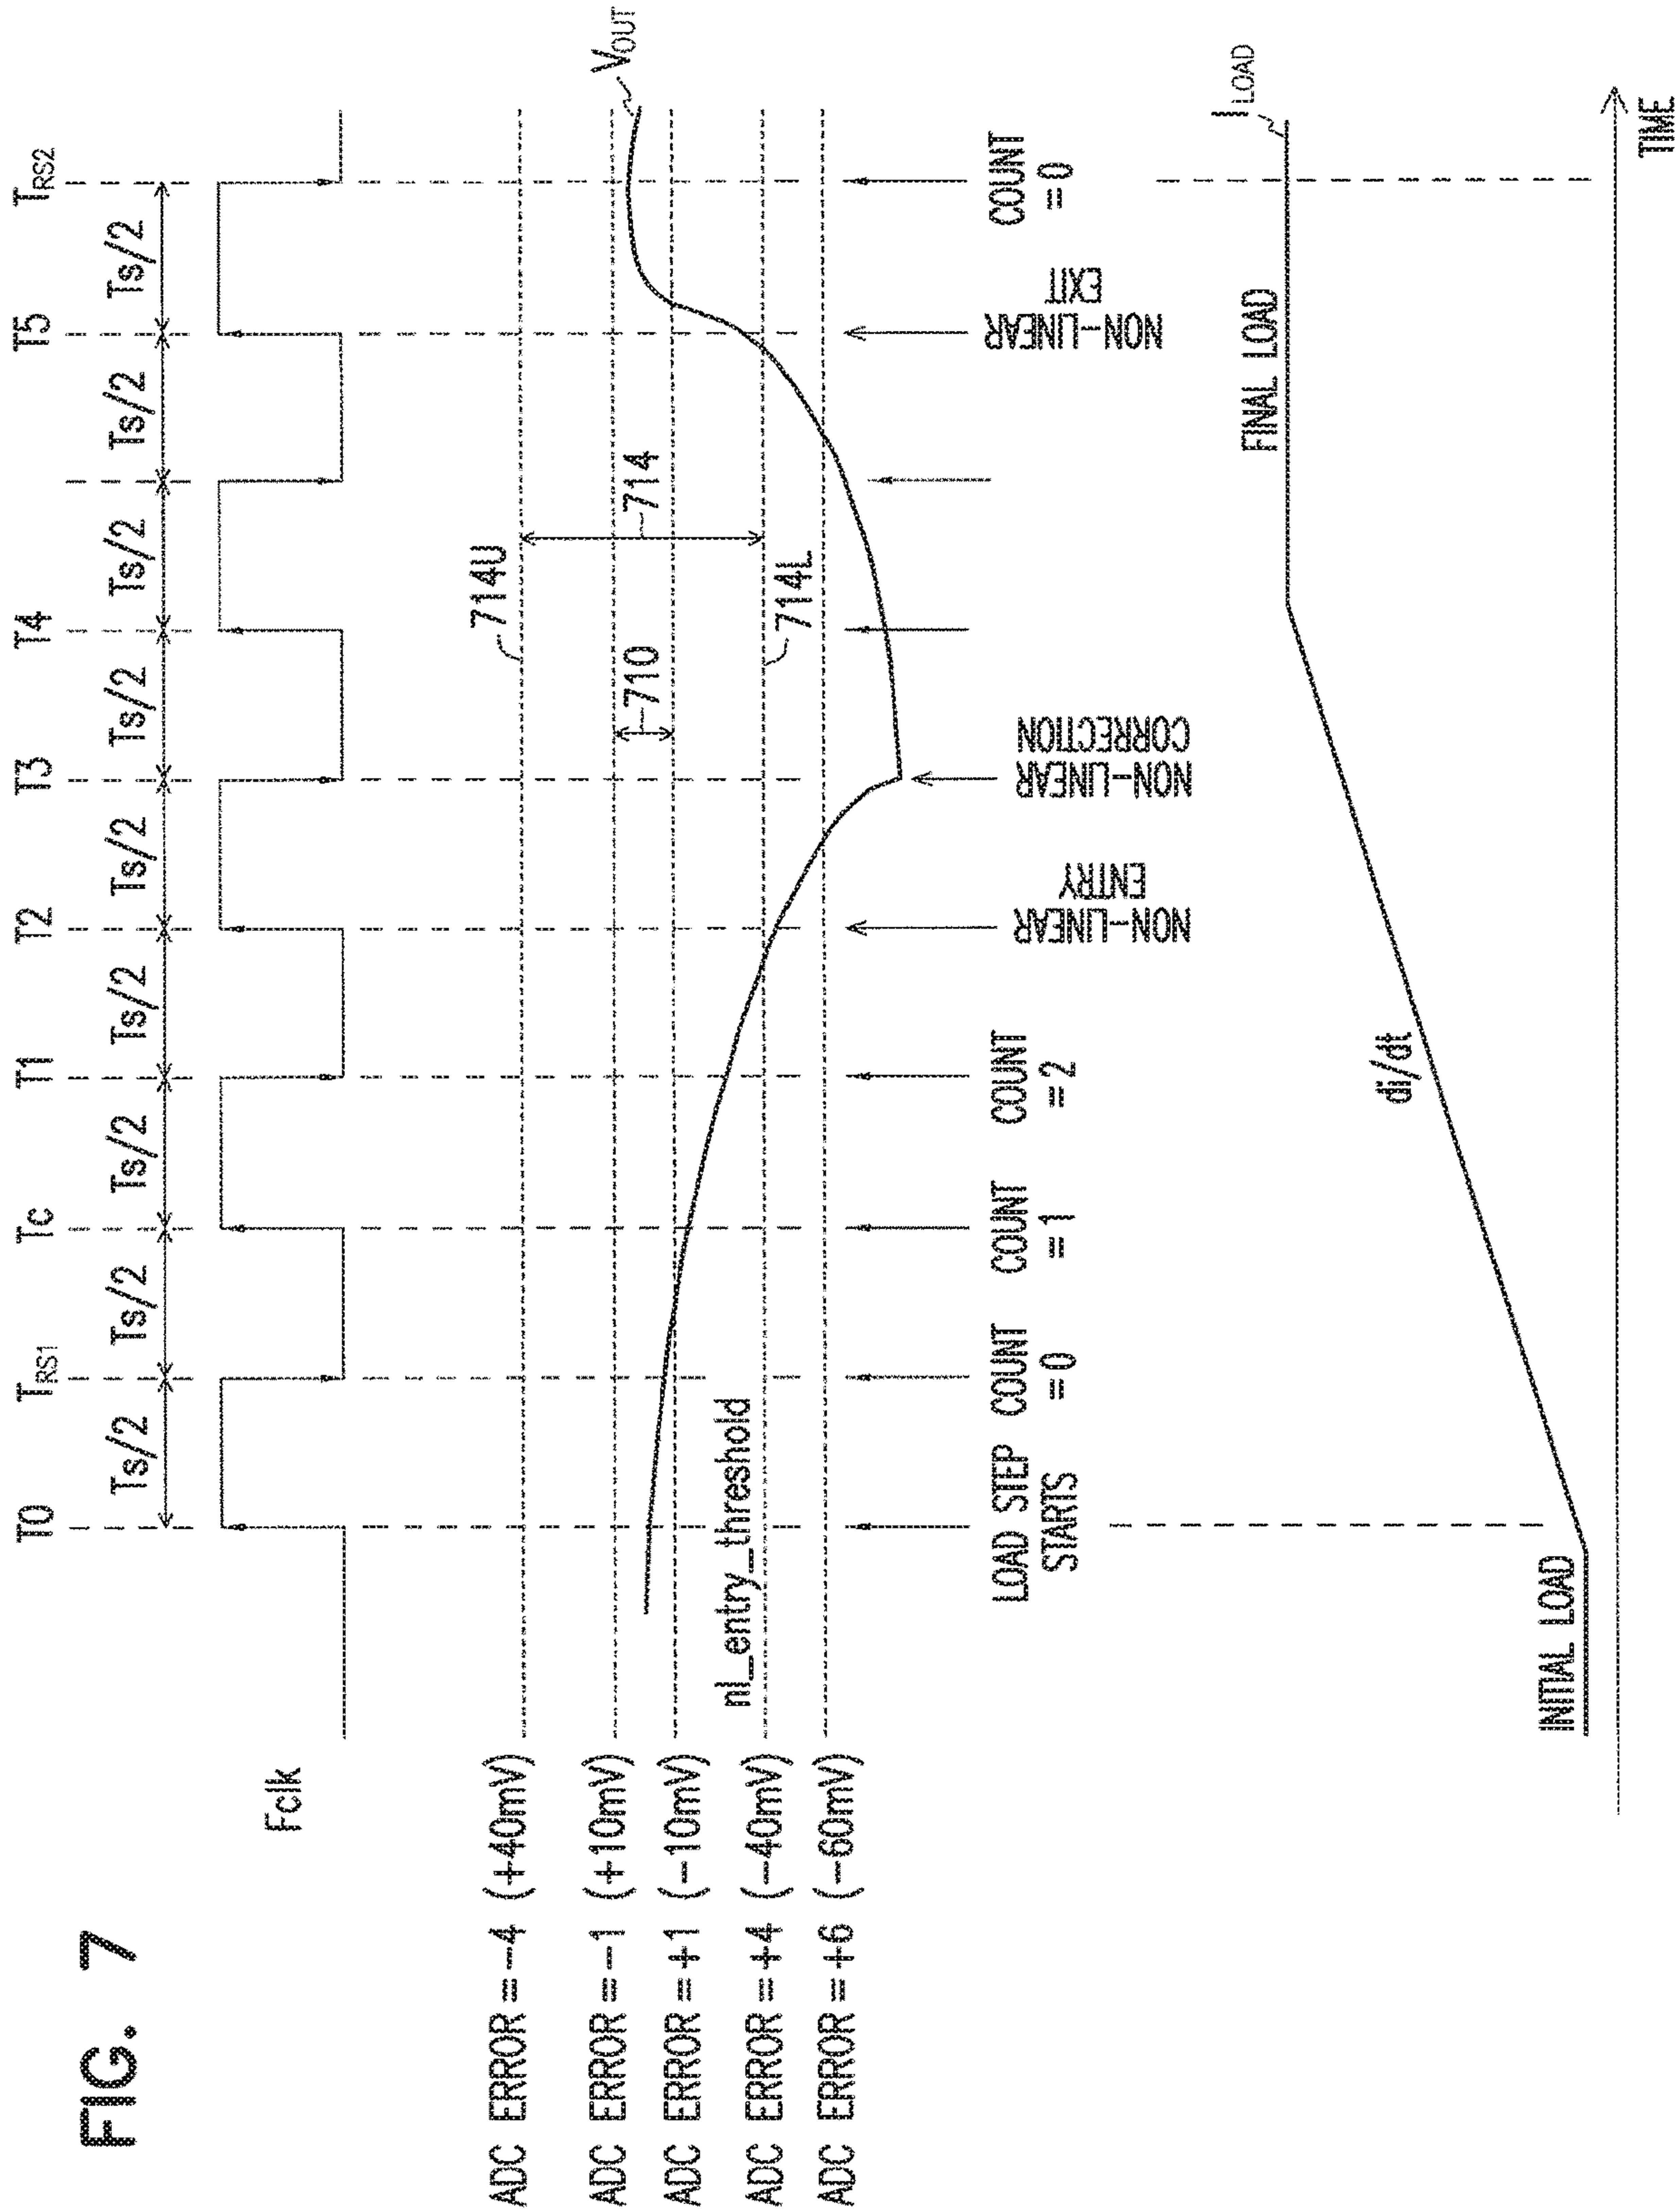 FIG. 7
T0 TRS1 Tc T1 T2 T3 T4 T5 TRS2
Ts/2 Ts/2 Ts/2 Ts/2 Ts/2 Ts/2 Ts/2 Ts/2 Ts/2
Fclk
ADC ERROR=-4 (+40mV)
714U
ADC ERROR=-1 (+10mV)
VOUT
710
714
ADC ERROR=+1 (-10mV)
nl_entry_threshold
ADC ERROR=+4 (-40mV)
714L
ADC ERROR=+6 (-60mV)
LOAD STEP
STARTS
COUNT
=0
COUNT
=1
COUNT
=2
NON-LINEAR
ENTRY
NON-LINEAR
CORRECTION
NON-LINEAR
EXIT
COUNT
=0
ILOAD
FINAL LOAD
di/dt
INITIAL LOAD
TIME